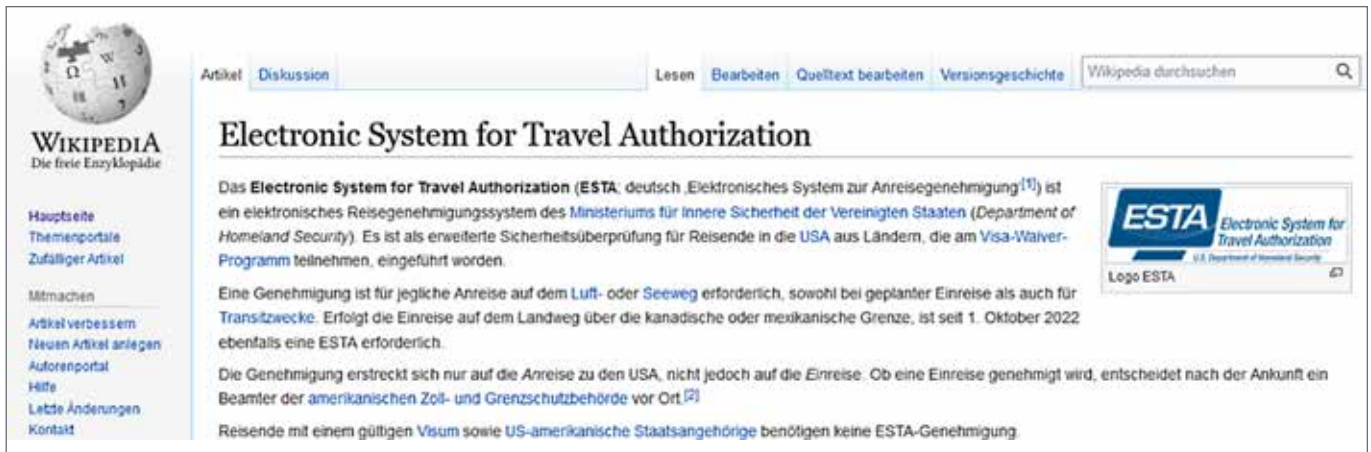 WIKIPEDIA
Die freie Enzyklopädie
Hauptseite
Themenportale
Zufälliger Artikel
Mitmachen
Artikel verbessern
Neuen Artikel anlegen
Autorenportal
Hilfe
Letzte Änderungen
Kontakt
Artikel Diskussion
Lesen Bearbeiten Quelltext bearbeiten Versionsgeschichte
Wikipedia durchsuchen
Electronic System for Travel Authorization
Das Electronic System for Travel Authorization (ESTA; deutsch ‚Elektronisches System zur Anreisegenehmigung‘[1]) ist
ein elektronisches Reisegenehmigungssystem des Ministeriums für Innere Sicherheit der Vereinigten Staaten (Department of
Homeland Security). Es ist als erweiterte Sicherheitsüberprüfung für Reisende in die USA aus Ländern, die am Visa-Waiver-
Programm teilnehmen, eingeführt worden.
Eine Genehmigung ist für jegliche Anreise auf dem Luft- oder Seeweg erforderlich, sowohl bei geplanter Einreise als auch für
Transitzwecke. Erfolgt die Einreise auf dem Landweg über die kanadische oder mexikanische Grenze, ist seit 1. Oktober 2022
ebenfalls eine ESTA erforderlich.
Die Genehmigung erstreckt sich nur auf die Anreise zu den USA, nicht jedoch auf die Einreise. Ob eine Einreise genehmigt wird, entscheidet nach der Ankunft ein
Beamter der amerikanischen Zoll- und Grenzschutzbehörde vor Ort.[2]
Reisende mit einem gültigen Visum sowie US-amerikanische Staatsangehörige benötigen keine ESTA-Genehmigung.
ESTA
Electronic System for
Travel Authorization
U.S. Department of Homeland Security
Logo ESTA